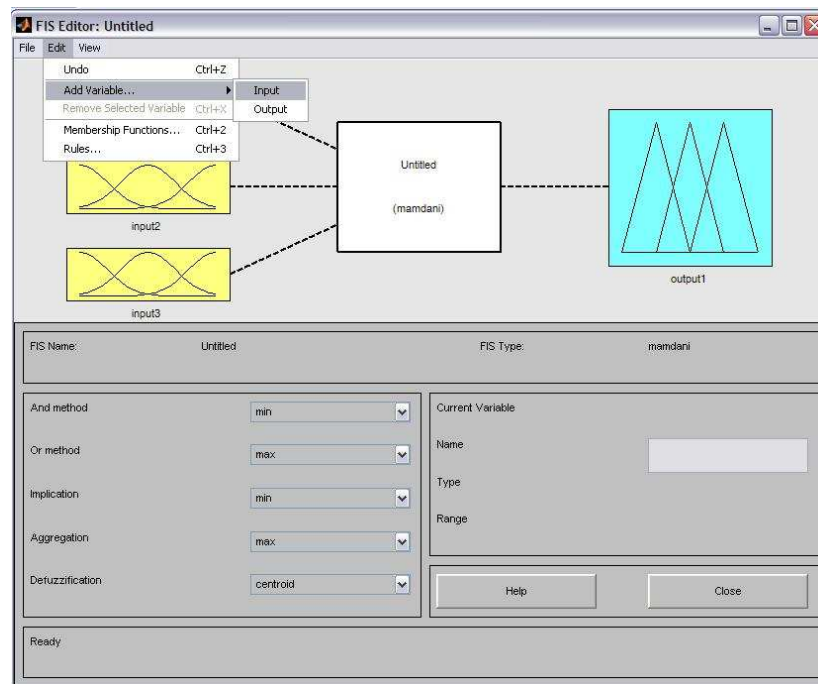 FIS Editor: Untitled
File Edit View
Undo Ctrl+Z
Add Variable...
Remove Selected Variable Ctrl+X
Membership Functions... Ctrl+2
Rules... Ctrl+3
Input
Output
input2
input3
Untitled
(mamdani)
output1
FIS Name: Untitled FIS Type: mamdani
And method min
Or method max
Implication min
Aggregation max
Defuzzification centroid
Current Variable
Name
Type
Range
Help Close
Ready